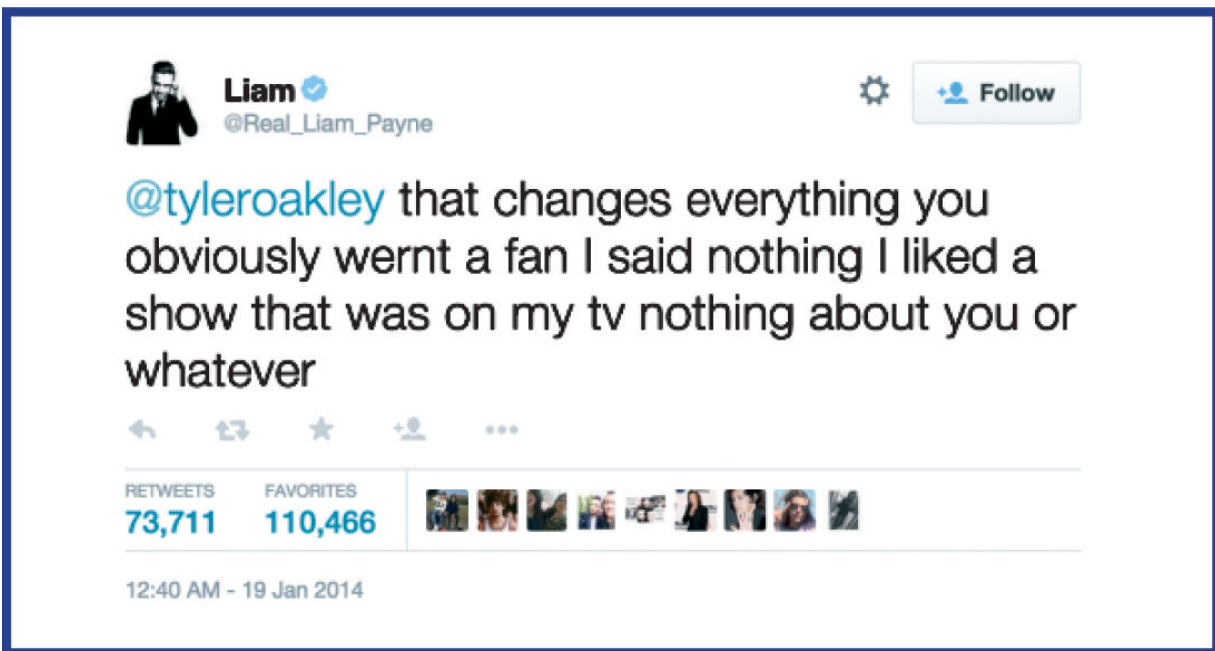 Liam
@Real_Liam_Payne
Follow
@tyleroakley that changes everything you
obviously wernt a fan I said nothing I liked a
show that was on my tv nothing about you or
whatever
RETWEETS FAVORITES
73,711 110,466
12:40 AM - 19 Jan 2014